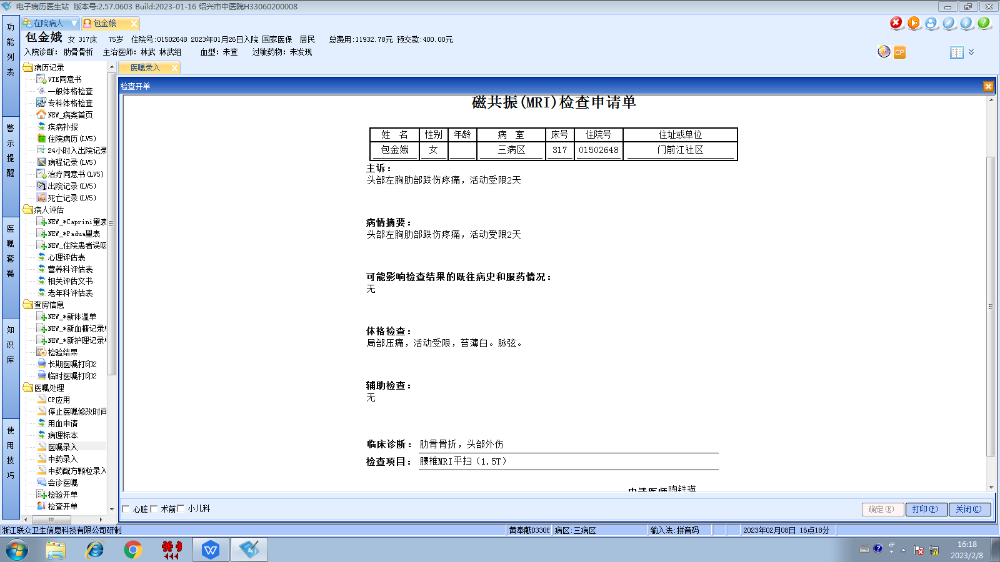 电子病历医生站 版本号:2.57.0603 Build:2023-01-16 绍兴市中医院H33060200008
功能列表
警示提醒
医嘱套餐
知识库
使用技巧
在院病人
包金娥
包金娥 女 317床 75岁 住院号:01502648 2023年01月26日入院 国家医保 居民 总费用:11932.78元 预交款:400.00元
入院诊断: 肋骨骨折 主治医师: 林武 林武组 血型: 未查 过敏药物: 未发现
CP
病历记录
VTE同意书
一般体格检查
专科体格检查
NEW_病案首页
疾病补报
住院病历(LV5)
24小时入出院记录
病程记录(LV5)
治疗同意书(LV5)
出院记录(LV5)
死亡记录(LV5)
病人评估
NEW_*Caprini量表
NEW_*Padua量表
NEW_住院患者误吸
心理评估表
营养科评估表
相关评估文书
老年科评估表
查房信息
NEW_*新体温单
NEW_*新血糖记录单
NEW_*新护理记录单
检验结果
长期医嘱打印2
临时医嘱打印2
医嘱处理
CP应用
停止医嘱修改时间
用血申请
病理标本
医嘱录入
中药录入
中药配方颗粒录入
会诊医嘱
检验开单
检查开单
医嘱录入
检查开单
磁共振(MRI)检查申请单
姓 名 性别 年龄 病 室 床号 住院号 住址或单位
包金娥 女 三病区 317 01502648 门前江社区
主诉:
头部左胸肋部跌伤疼痛，活动受限2天
病情摘要:
头部左胸肋部跌伤疼痛，活动受限2天
可能影响检查结果的既往病史和服药情况:
无
体格检查:
局部压痛，活动受限，苔薄白。脉弦。
辅助检查:
无
临床诊断: 肋骨骨折，头部外伤
检查项目: 腰椎MRI平扫（1.5T）
申请医师 陶铁瑛
心脏 术前 小儿科
确定(E) 打印(P) 关闭(C)
浙江联众卫生信息科技有限公司研制 黄奉献D3306 病区:三病区 输入法:拼音码 2023年02月08日 16点18分
16:18
2023/2/8